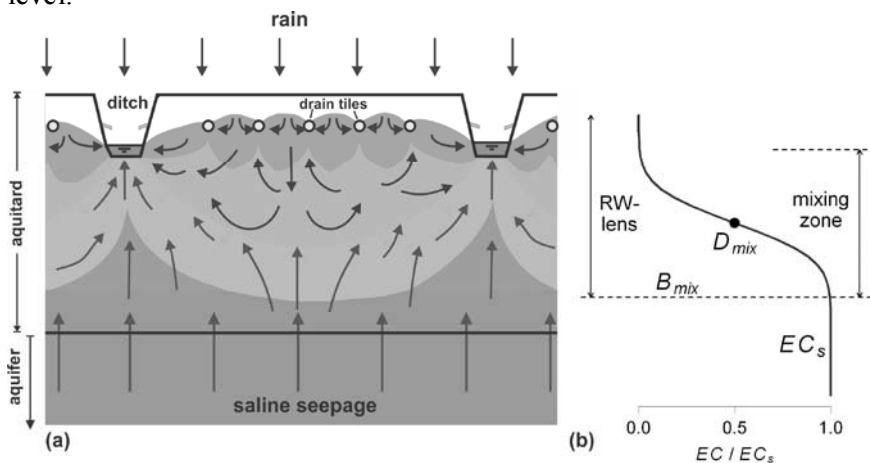 level.
rain
ditch
drain tiles
aquitard
aquifer
saline seepage
(a)
RW-
lens
mixing
zone
D_mix
B_mix
EC_s
0.0 0.5 1.0
EC / EC_s
(b)